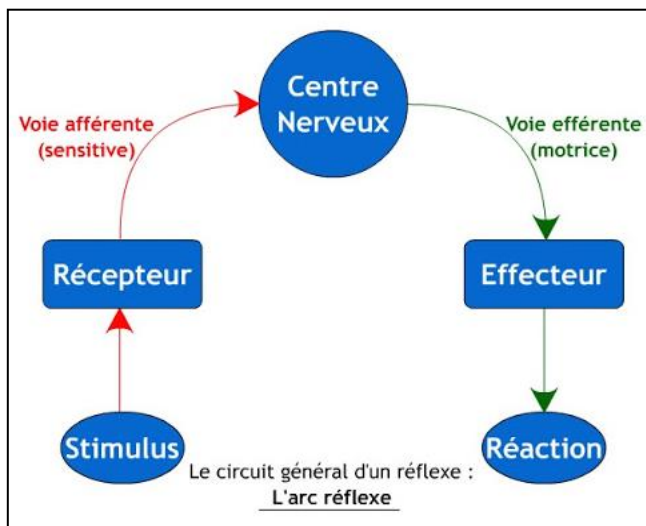 Centre
Nerveux
Voie afférente
(sensitive)
Voie efférente
(motrice)
Récepteur
Effecteur
Stimulus
Réaction
Le circuit général d'un réflexe :
L'arc réflexe